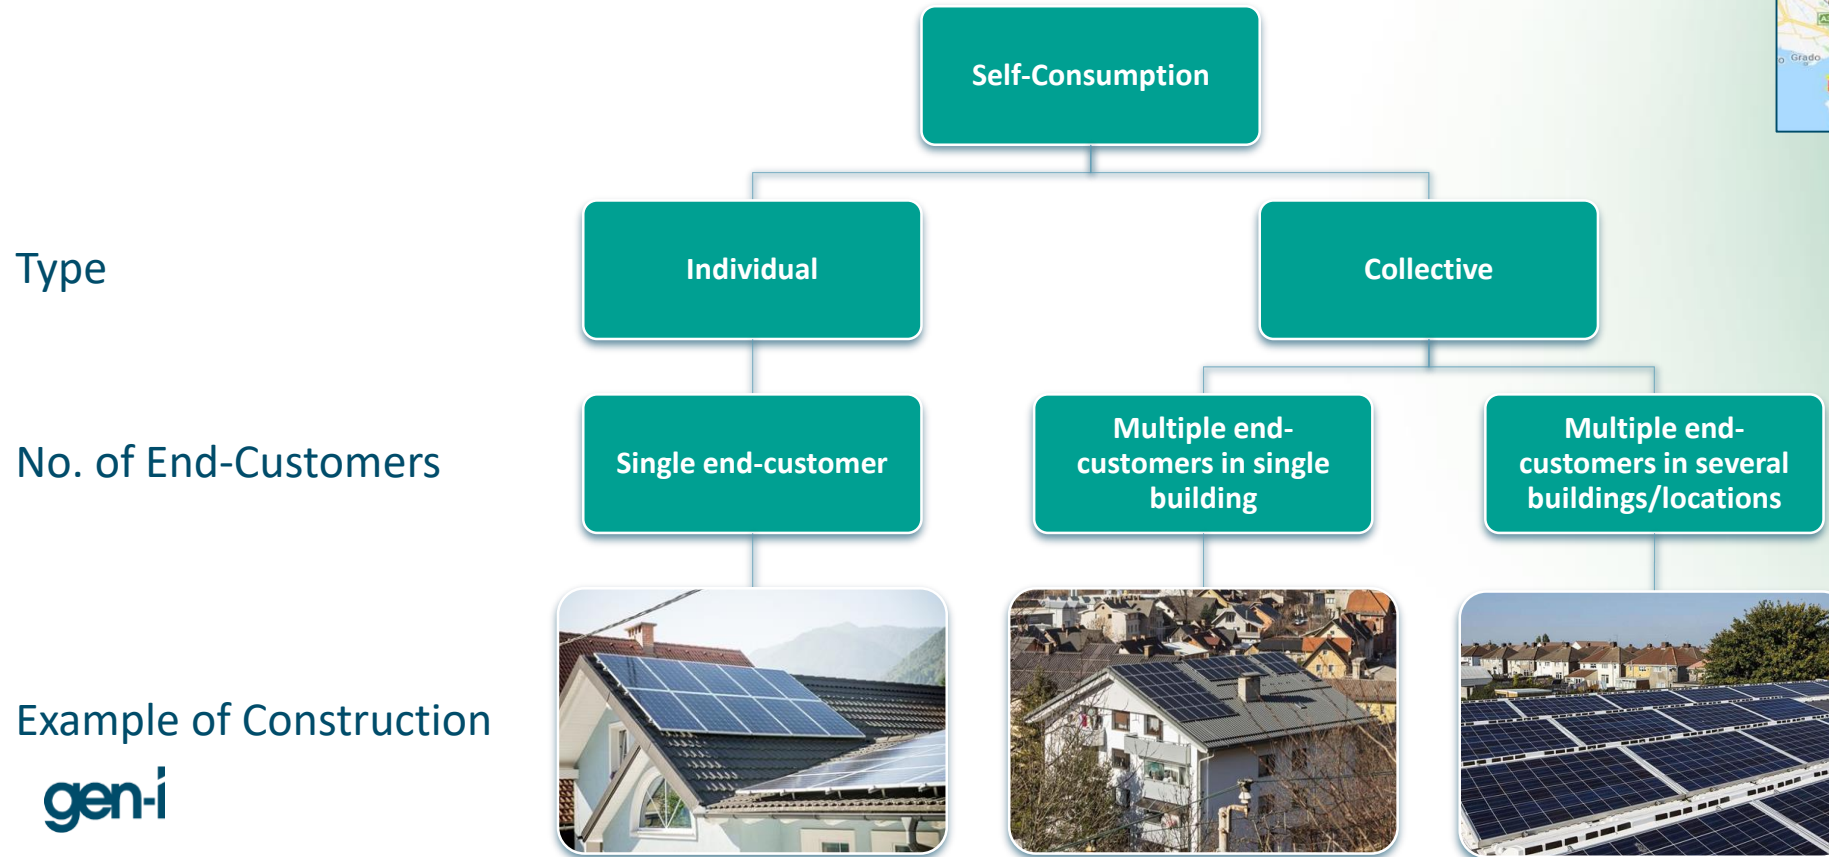 Self-Consumption
Grado
Type
Individual
Collective
No. of End-Customers
Single end-customer
Multiple end-
customers in single
building
Multiple end-
customers in several
buildings/locations
Example of Construction
gen-i